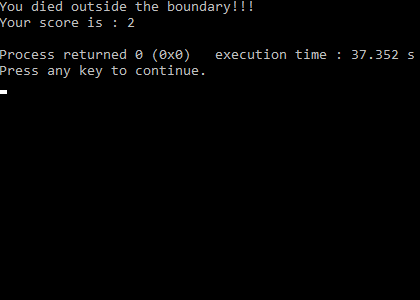 You died outside the boundary!!!
Your score is : 2
Process returned 0 (0x0)   execution time : 37.352 s
Press any key to continue.